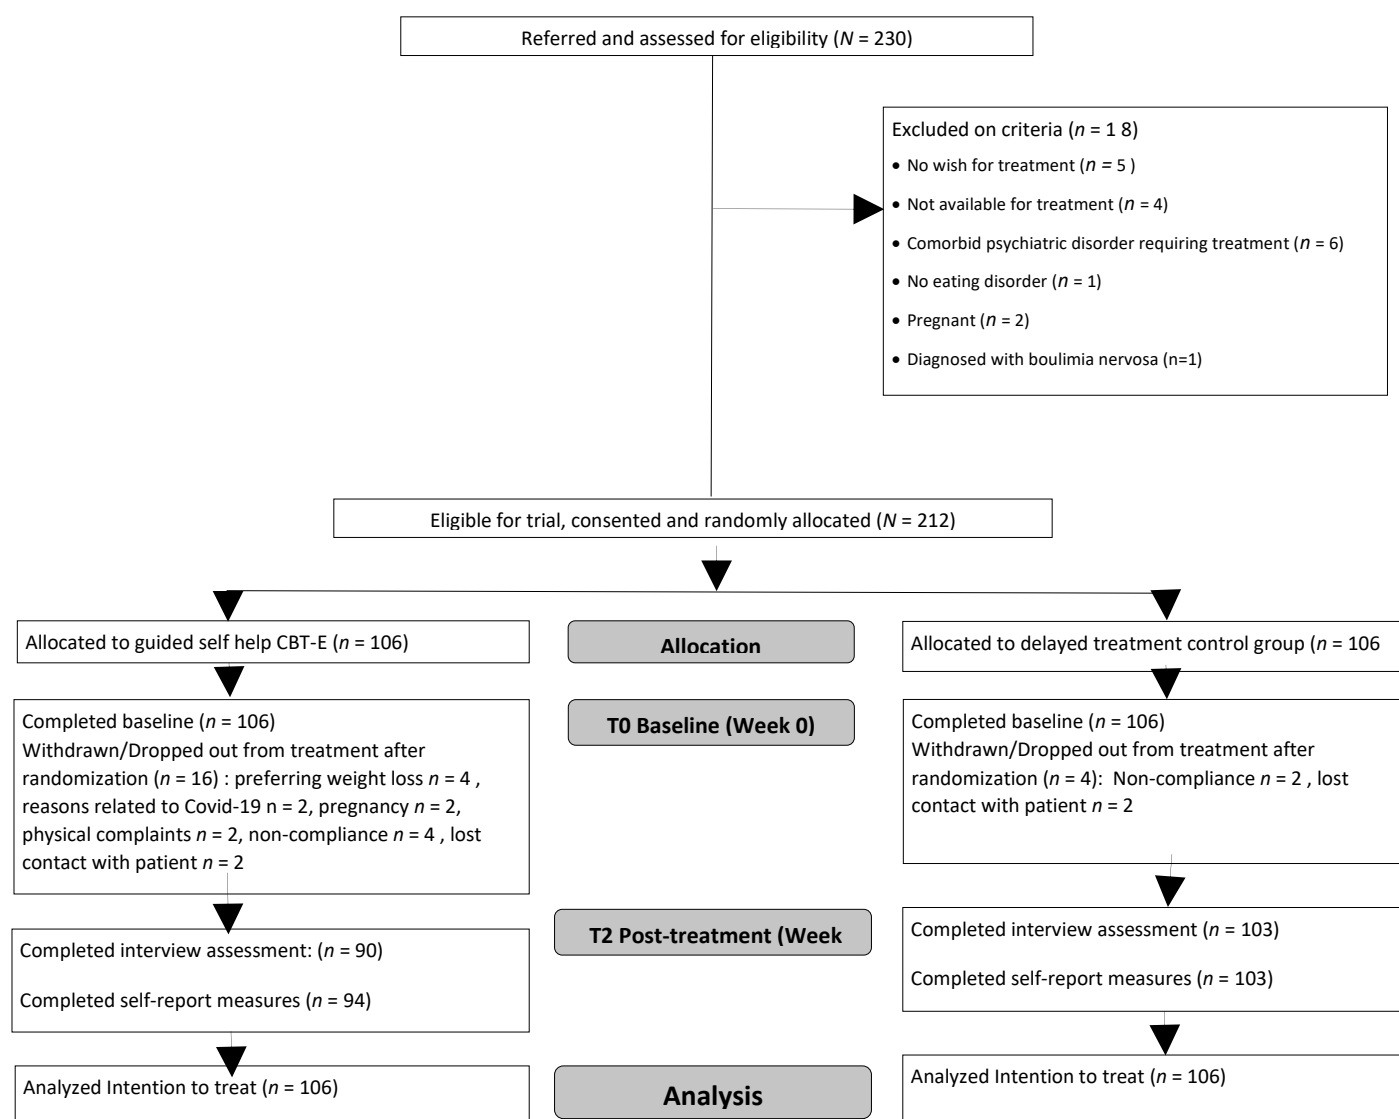 Referred and assessed for eligibility (N = 230)
Excluded on criteria (n = 1 8)
• No wish for treatment (n = 5 )
• Not available for treatment (n = 4)
• Comorbid psychiatric disorder requiring treatment (n = 6)
• No eating disorder (n = 1)
• Pregnant (n = 2)
• Diagnosed with boulimia nervosa (n=1)
Eligible for trial, consented and randomly allocated (N = 212)
Allocated to guided self help CBT-E (n = 106)
Allocation
Allocated to delayed treatment control group (n = 106
Completed baseline (n = 106)
Withdrawn/Dropped out from treatment after
randomization (n = 16) : preferring weight loss n = 4 ,
reasons related to Covid-19 n = 2, pregnancy n = 2,
physical complaints n = 2, non-compliance n = 4 , lost
contact with patient n = 2
T0 Baseline (Week 0)
Completed baseline (n = 106)
Withdrawn/Dropped out from treatment after
randomization (n = 4): Non-compliance n = 2 , lost
contact with patient n = 2
Completed interview assessment: (n = 90)
Completed self-report measures (n = 94)
T2 Post-treatment (Week
Completed interview assessment (n = 103)
Completed self-report measures (n = 103)
Analyzed Intention to treat (n = 106)
Analysis
Analyzed Intention to treat (n = 106)